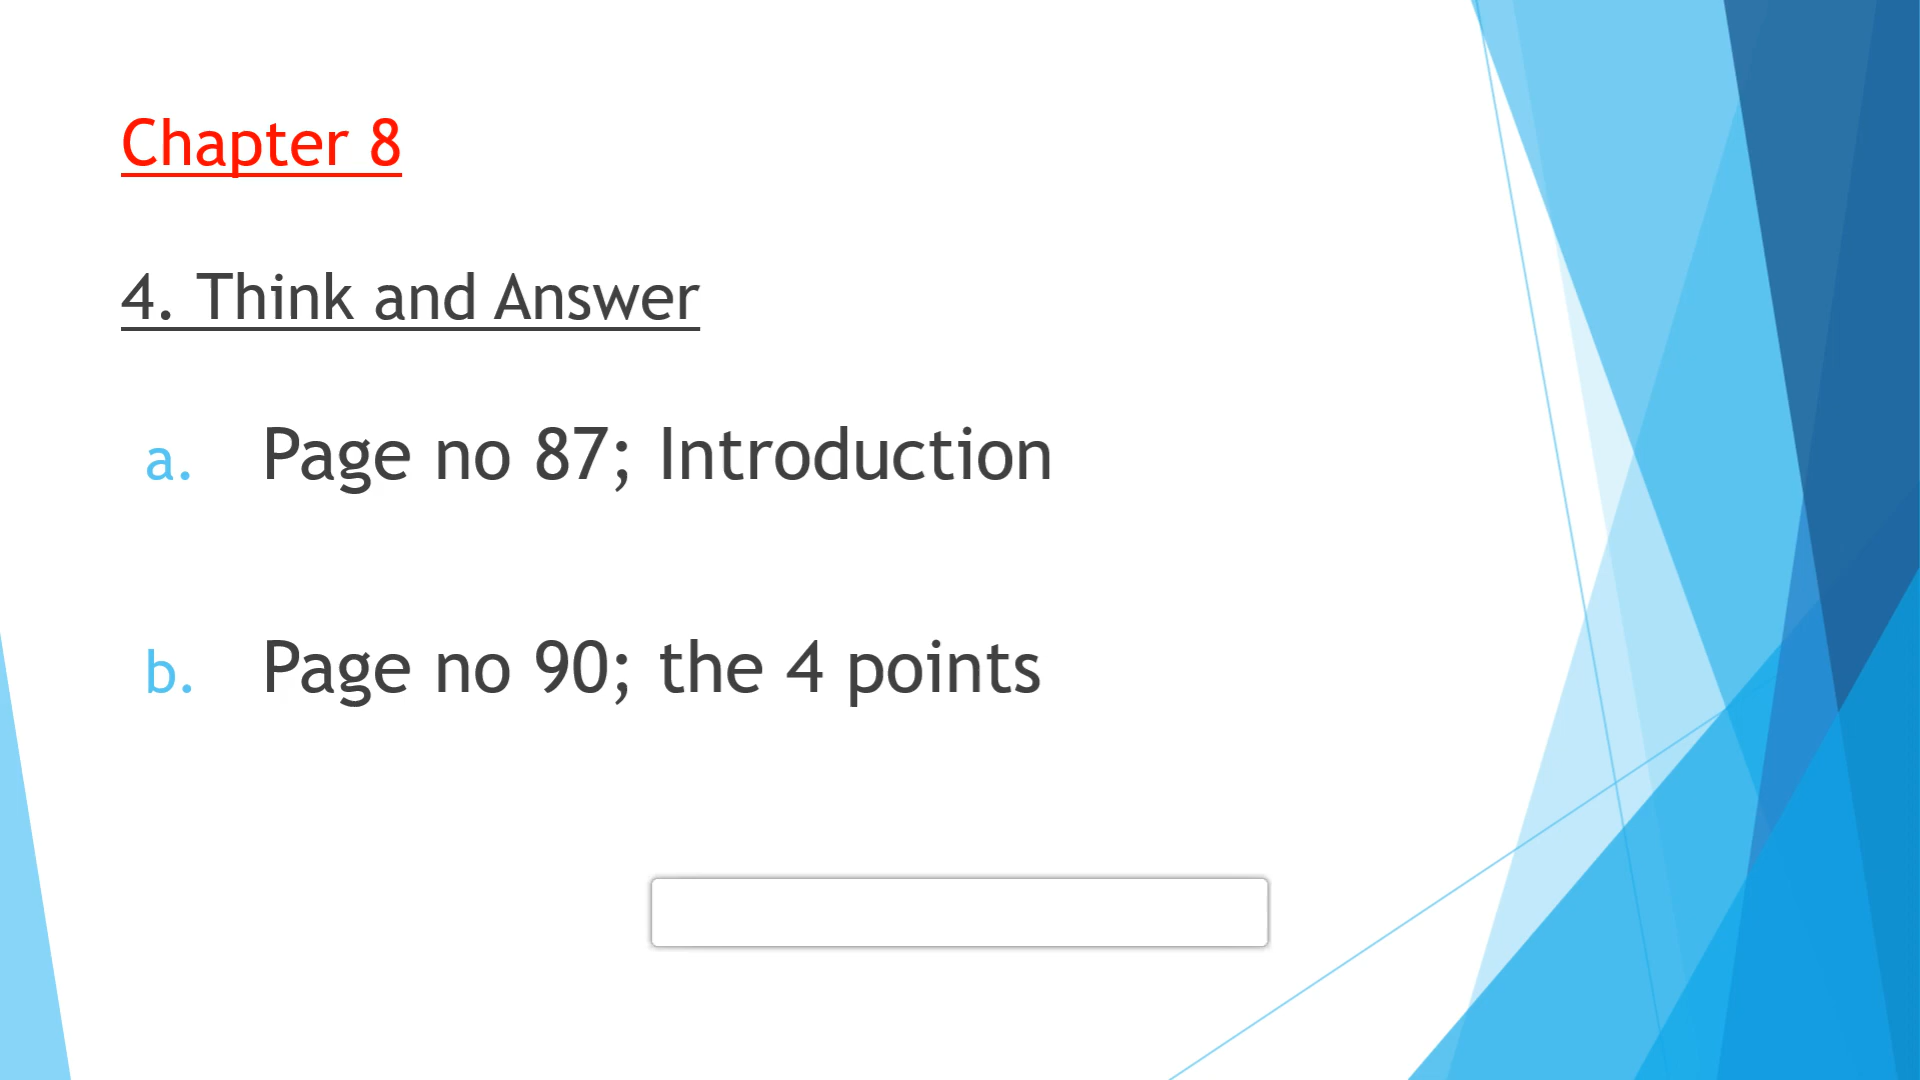 Chapter 8
4. Think and Answer
a. Page no 87; Introduction
b. Page no 90; the 4 points